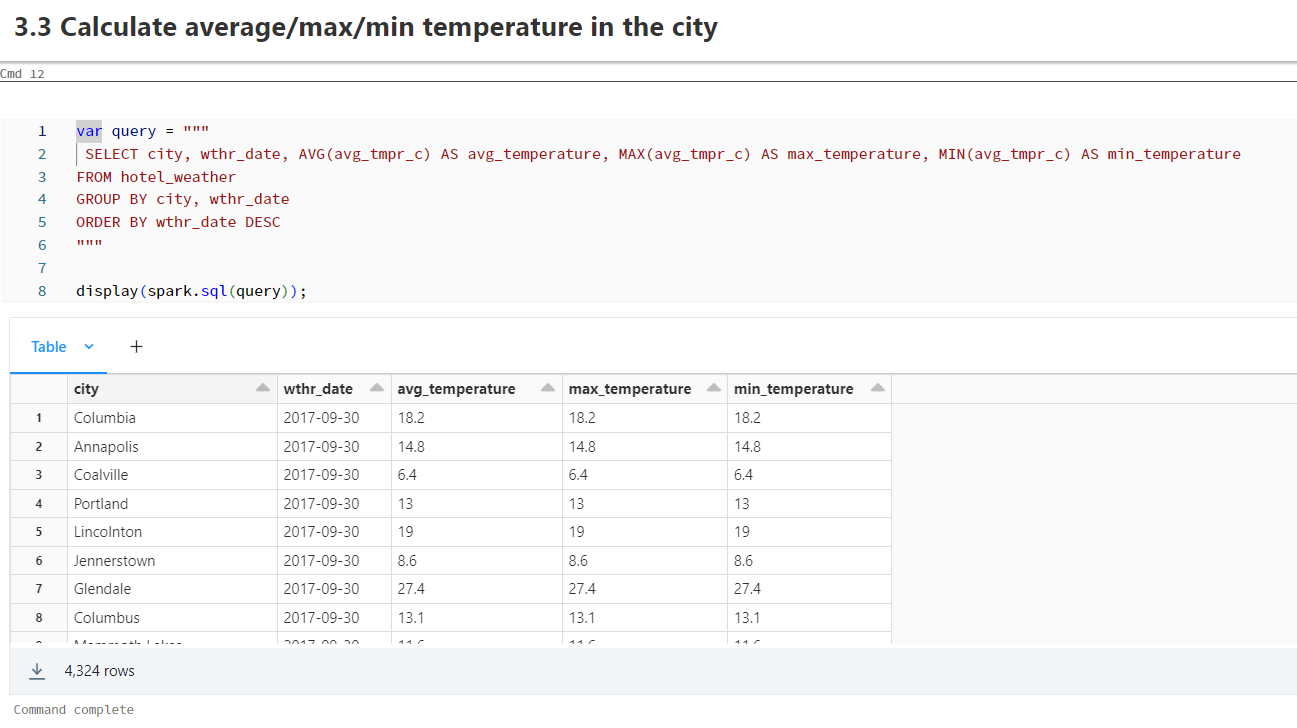 3.3 Calculate average/max/min temperature in the city
Cmd 12
1 var query = """
2 SELECT city, wthr_date, AVG(avg_tmpr_c) AS avg_temperature, MAX(avg_tmpr_c) AS max_temperature, MIN(avg_tmpr_c) AS min_temperature
3 FROM hotel_weather
4 GROUP BY city, wthr_date
5 ORDER BY wthr_date DESC
6 """
7
8 display(spark.sql(query));
Table +
city wthr_date avg_temperature max_temperature min_temperature
1 Columbia 2017-09-30 18.2 18.2 18.2
2 Annapolis 2017-09-30 14.8 14.8 14.8
3 Coalville 2017-09-30 6.4 6.4 6.4
4 Portland 2017-09-30 13 13 13
5 Lincolnton 2017-09-30 19 19 19
6 Jennerstown 2017-09-30 8.6 8.6 8.6
7 Glendale 2017-09-30 27.4 27.4 27.4
8 Columbus 2017-09-30 13.1 13.1 13.1
4,324 rows
Command complete